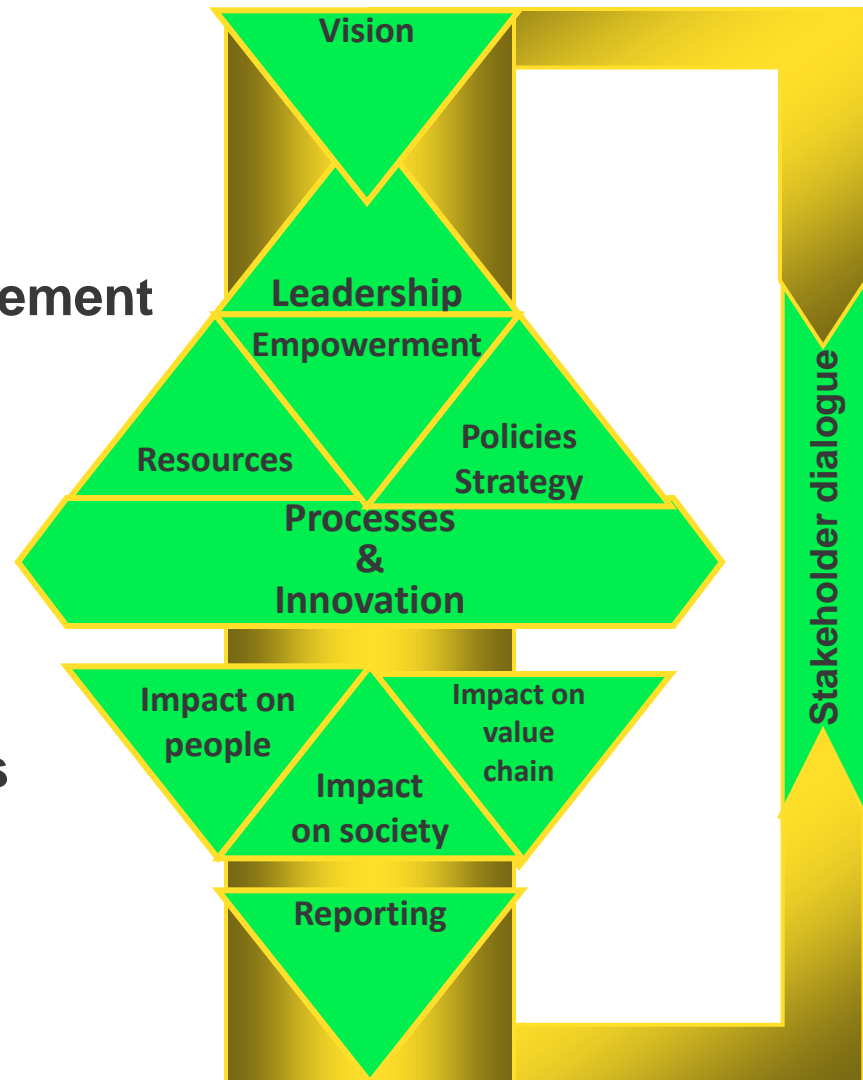 Vision
Leadership
ement
Empowerment
Resources
Policies
Strategy
Processes
&
Innovation
Stakeholder dialogue
Impact on
people
Impact on
value
chain
s
Impact
on society
Reporting